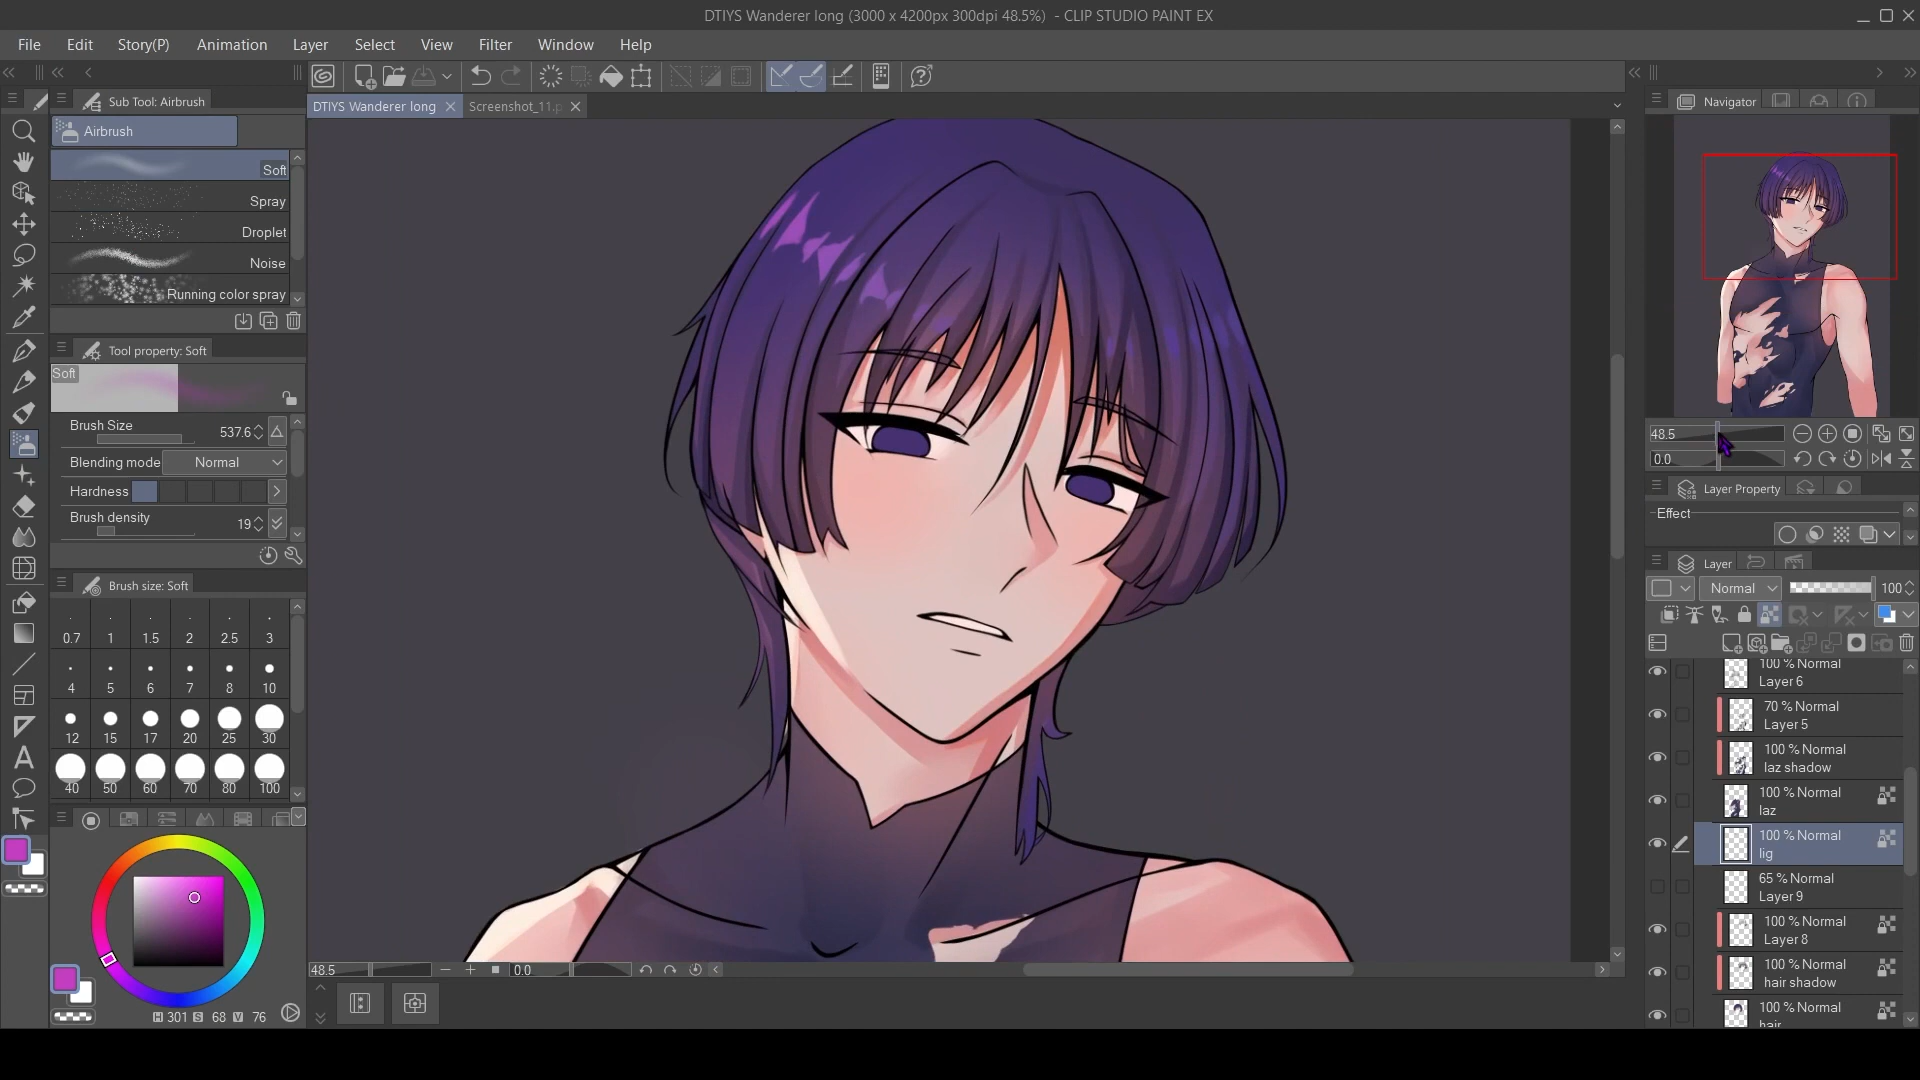 DTIYS Wanderer long (3000 x 4200px 300dpi 48.5%) - CLIP STUDIO PAINT EX
File Edit Story(P) Animation Layer Select View Filter Window Help
Sub Tool: Airbrush
Airbrush
Soft
Spray
Droplet
Noise
Running color spray
Tool property: Soft
Soft
Brush Size 537.6
Blending mode Normal
Hardness
Brush density 19
Brush size: Soft
0.7 1 1.5 2 2.5 3
4 5 6 7 8 10
12 15 17 20 25 30
40 50 60 70 80 100
H 301 S 68 V 76
DTIYS Wanderer long Screenshot_11.p
48.5 0.0
Navigator
48.5
0.0
Layer Property
Effect
Layer
Normal 100
100 % Normal
Layer 6
70 % Normal
Layer 5
100 % Normal
laz shadow
100 % Normal
laz
100 % Normal
lig
65 % Normal
Layer 9
100 % Normal
Layer 8
100 % Normal
hair shadow
100 % Normal
hair